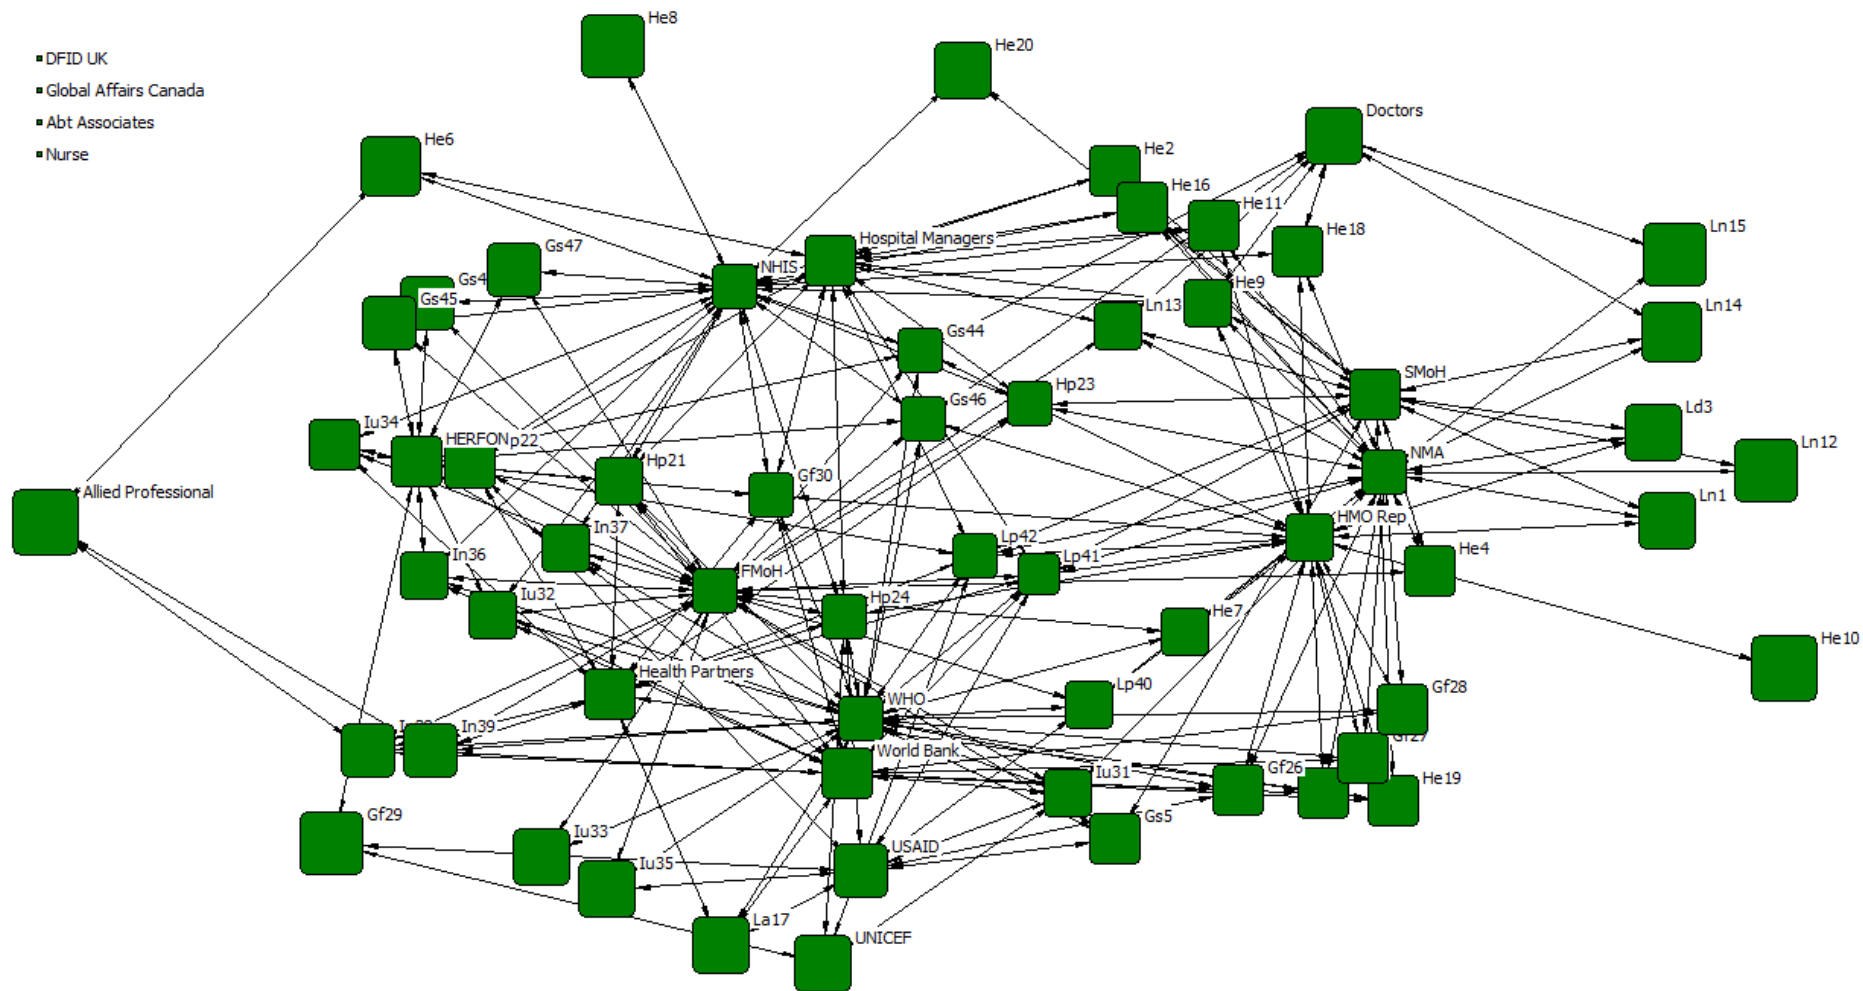 He8
He20
DFID UK
Global Affairs Canada
Abt Associates
Nurse
Doctors
He6
He2
He16
He11
Ln15
He18
Hospital Managers
Gs47
NHIS
Gs4
Gs45
He9
Ln13
Ln14
Gs44
SMoH
Hp23
Gs46
Ld3
Iu34
HERFON
p22
Ln12
NMA
Hp21
Gf30
Allied Professional
Ln1
HMO Rep
In37
Lp42
Lp41
In36
FMoH
He4
Iu32
Hp24
He7
He10
Health Partners
Lp40
Gf28
WHO
In39
World Bank
Gf27
Iu31
Gf26
He19
Gf29
Gs5
Iu33
USAID
Iu35
La17
UNICEF